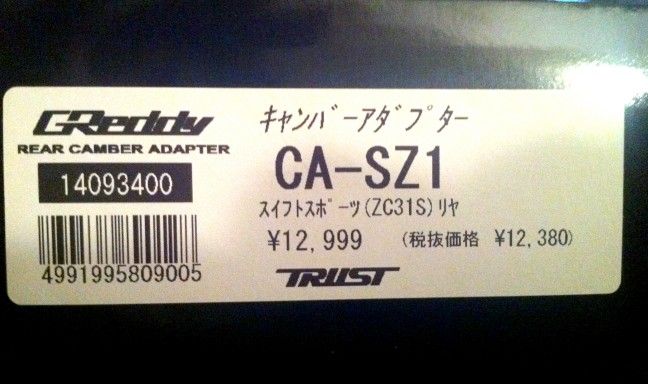 GReddy
REAR CAMBER ADAPTER
14093400
4991995809005
キャンバーアダプター
CA-SZ1
スイフトスポーツ(ZC31S)リヤ
¥12,999 (税抜価格 ¥12,380)
TRUST